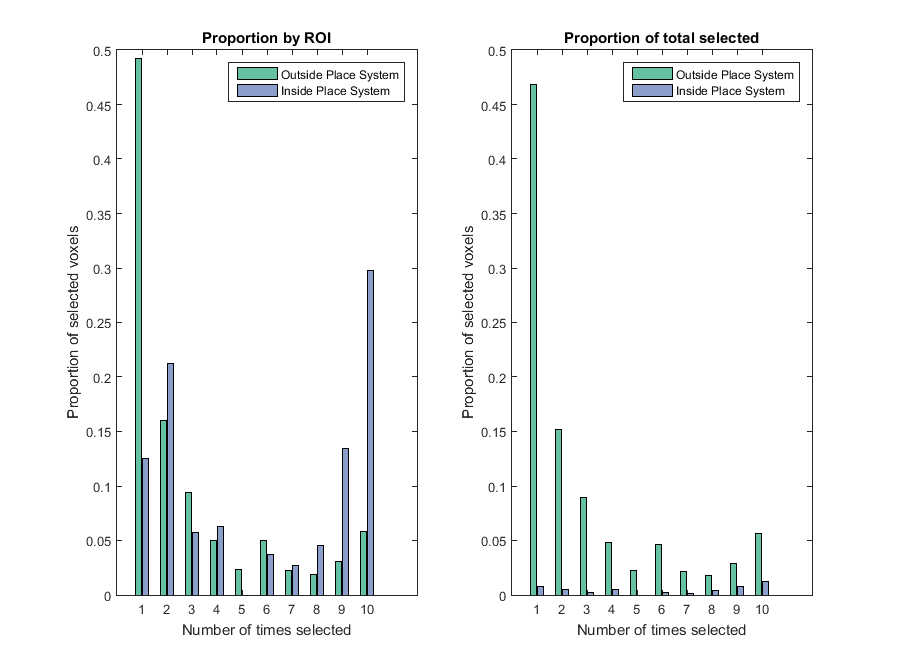 Proportion by ROI
Outside Place System
Inside Place System
0.5
0.45
0.4
0.35
0.3
0.25
0.2
0.15
0.1
0.05
0
Proportion of selected voxels
1 2 3 4 5 6 7 8 9 10
Number of times selected
Proportion of total selected
Outside Place System
Inside Place System
0.5
0.45
0.4
0.35
0.3
0.25
0.2
0.15
0.1
0.05
0
Proportion of selected voxels
1 2 3 4 5 6 7 8 9 10
Number of times selected